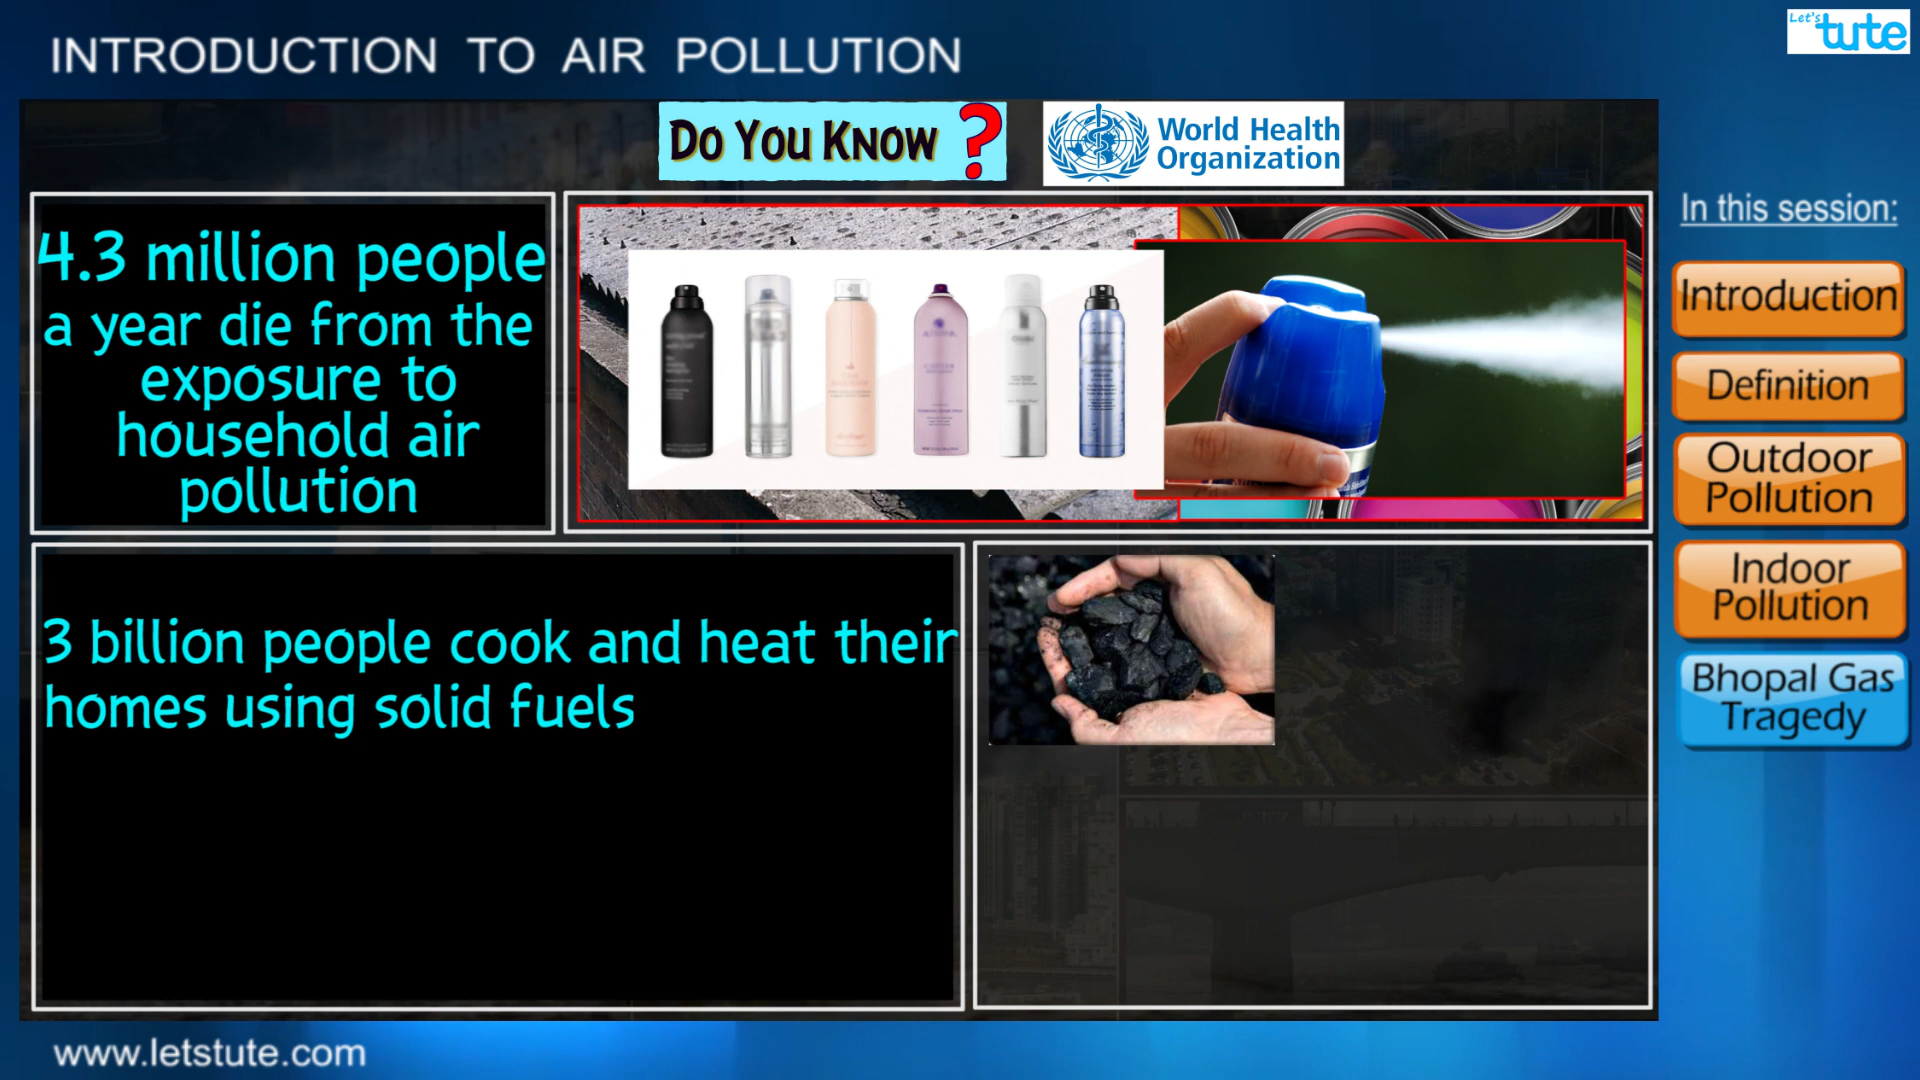 Let's
tute
INTRODUCTION TO AIR POLLUTION
DO YOU KNOW ?
World Health
Organization
4.3 million people
a year die from the
exposure to
household air
pollution
In this session:
Introduction
Definition
Outdoor
Pollution
Indoor
Pollution
Bhopal Gas
Tragedy
3 billion people cook and heat their
homes using solid fuels
www.letstute.com